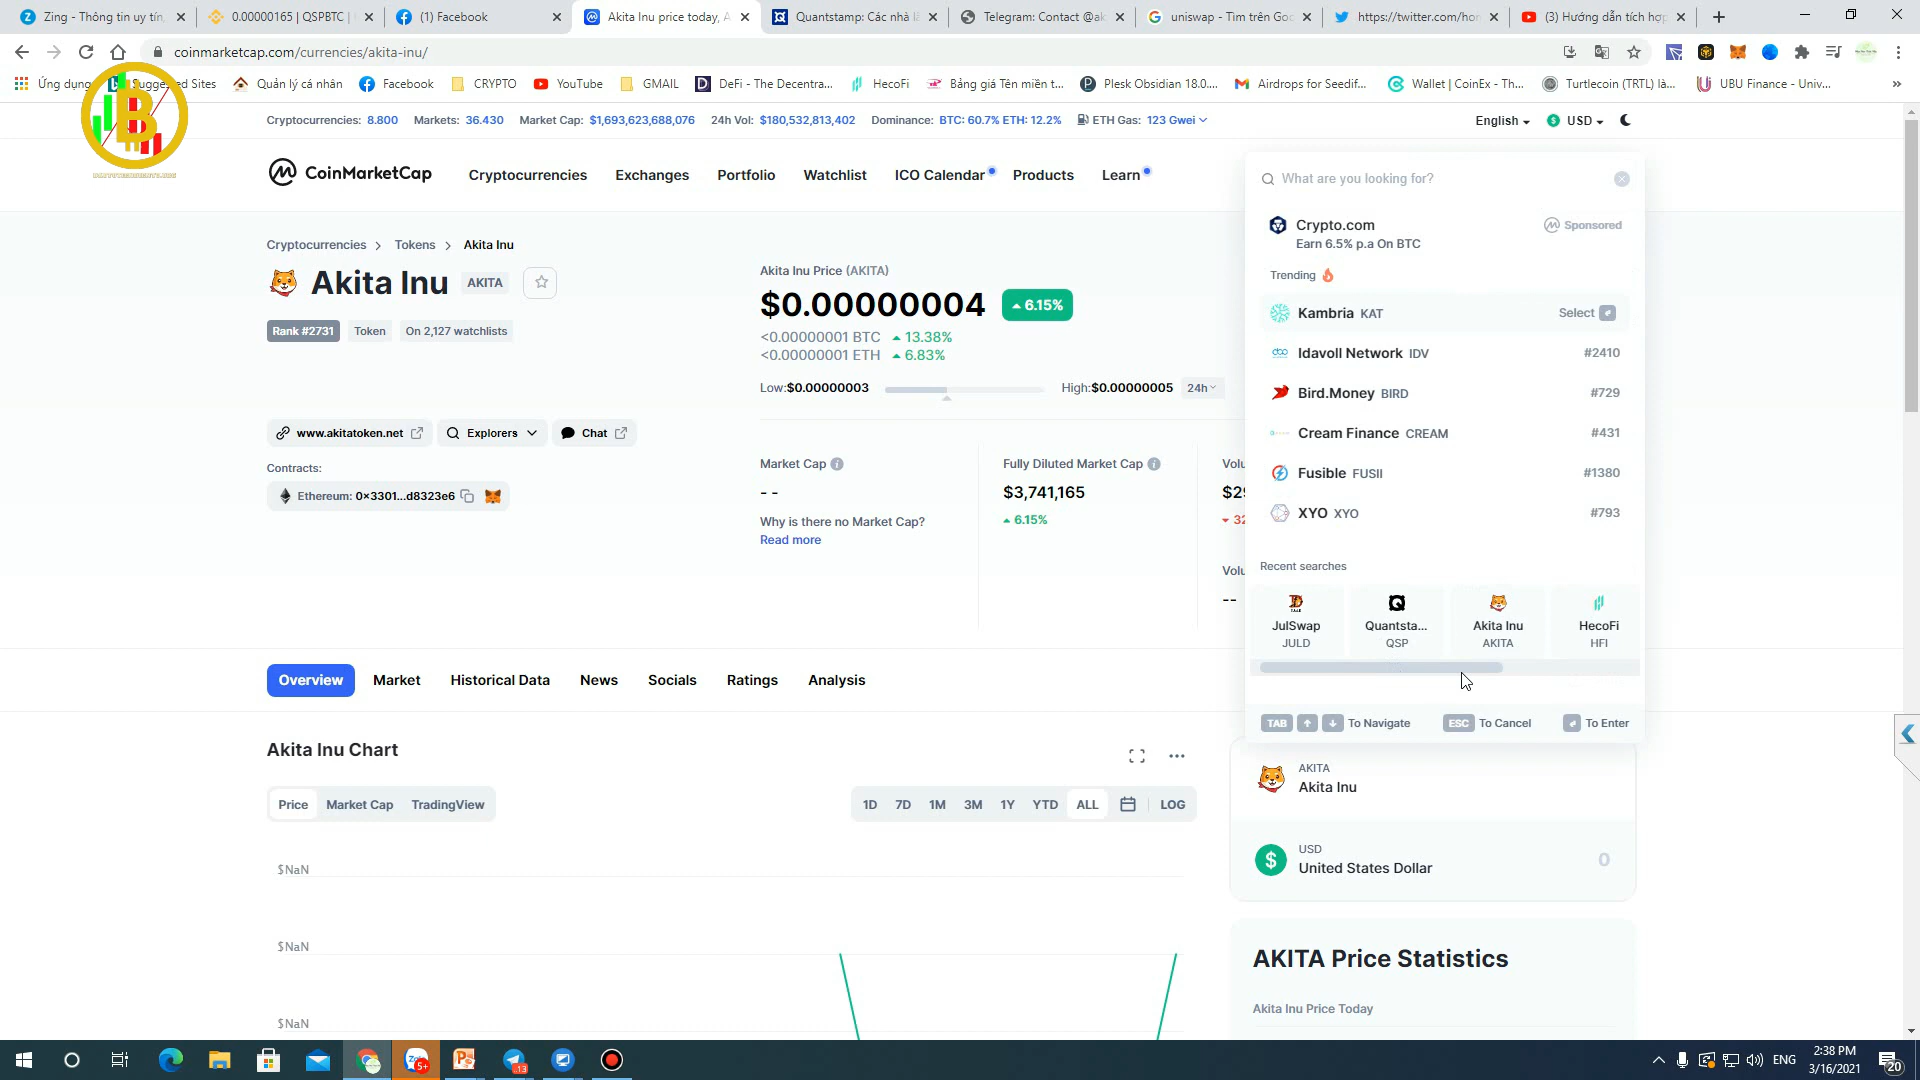 Zing - Thông tin uy tín,
0.00000165 | QSPBTC |
(1) Facebook
Akita Inu price today, A
Quantstamp: Các nhà l
Telegram: Contact @ak
uniswap - Tìm trên Goo
https://twitter.com/hon
(3) Hướng dẫn tích hợp
coinmarketcap.com/currencies/akita-inu/
Ứng dụng
Suggested Sites
Quản lý cá nhân
Facebook
CRYPTO
YouTube
GMAIL
DeFi - The Decentra...
HecoFi
Bảng giá Tên miền t...
Plesk Obsidian 18.0....
Airdrops for Seedif...
Wallet | CoinEx - Th...
Turtlecoin (TRTL) là...
UBU Finance - Univ...
Cryptocurrencies: 8.800 Markets: 36.430 Market Cap: $1,693,623,688,076 24h Vol: $180,532,813,402 Dominance: BTC: 60.7% ETH: 12.2% ETH Gas: 123 Gwei
English USD
CoinMarketCap
Cryptocurrencies Exchanges Portfolio Watchlist ICO Calendar Products Learn
What are you looking for?
Cryptocurrencies > Tokens > Akita Inu
Akita Inu AKITA
Rank #2731 Token On 2,127 watchlists
www.akitatoken.net Explorers Chat
Contracts:
Ethereum: 0x3301...d8323e6
Akita Inu Price (AKITA)
$0.00000004 6.15%
<0.00000001 BTC 13.38%
<0.00000001 ETH 6.83%
Low:$0.00000003 High:$0.00000005 24h
Market Cap
- -
Why is there no Market Cap?
Read more
Fully Diluted Market Cap
$3,741,165
6.15%
Volu
$2
32
Volu
--
Crypto.com Sponsored
Earn 6.5% p.a On BTC
Trending
Kambria KAT Select
Idavoll Network IDV #2410
Bird.Money BIRD #729
Cream Finance CREAM #431
Fusible FUSII #1380
XYO XYO #793
Recent searches
JulSwap
JULD
Quantsta...
QSP
Akita Inu
AKITA
HecoFi
HFI
TAB To Navigate ESC To Cancel To Enter
Overview Market Historical Data News Socials Ratings Analysis
Akita Inu Chart
Price Market Cap TradingView
1D 7D 1M 3M 1Y YTD ALL LOG
$NaN
$NaN
$NaN
AKITA
Akita Inu
USD
United States Dollar 0
AKITA Price Statistics
Akita Inu Price Today
ENG
2:38 PM
3/16/2021
20